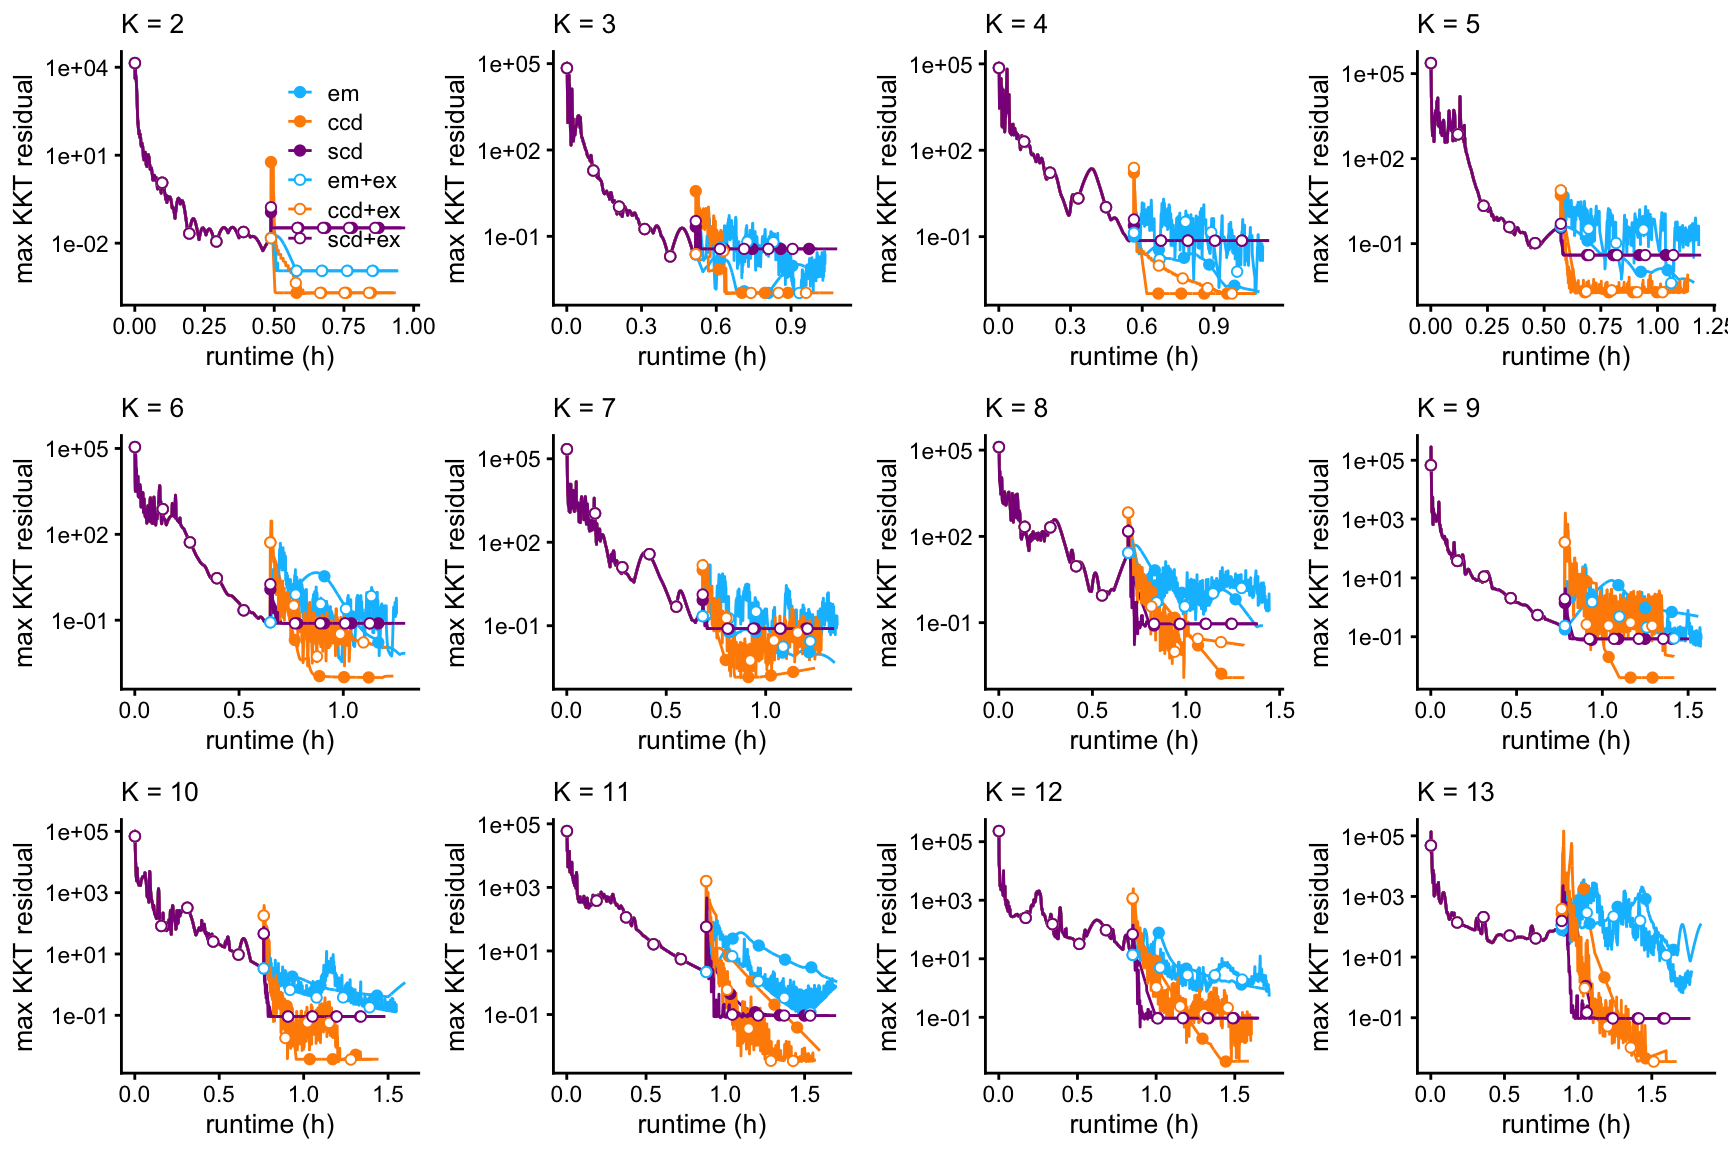 K = 2
K = 3
K = 4
K = 5
max KKT residual
1e+04
1e+01
1e-02
em
ccd
scd
em+ex
ccd+ex
scd+ex
0.00 0.25 0.50 0.75 1.00
runtime (h)
max KKT residual
1e+05
1e+02
1e-01
0.0 0.3 0.6 0.9
runtime (h)
max KKT residual
1e+05
1e+02
1e-01
0.0 0.3 0.6 0.9
runtime (h)
max KKT residual
1e+05
1e+02
1e-01
0.00 0.25 0.50 0.75 1.00 1.25
runtime (h)
K = 6
K = 7
K = 8
K = 9
max KKT residual
1e+05
1e+02
1e-01
0.0 0.5 1.0
runtime (h)
max KKT residual
1e+05
1e+02
1e-01
0.0 0.5 1.0
runtime (h)
max KKT residual
1e+05
1e+02
1e-01
0.0 0.5 1.0 1.5
runtime (h)
max KKT residual
1e+05
1e+03
1e+01
1e-01
0.0 0.5 1.0 1.5
runtime (h)
K = 10
K = 11
K = 12
K = 13
max KKT residual
1e+05
1e+03
1e+01
1e-01
0.0 0.5 1.0 1.5
runtime (h)
max KKT residual
1e+05
1e+03
1e+01
1e-01
0.0 0.5 1.0 1.5
runtime (h)
max KKT residual
1e+05
1e+03
1e+01
1e-01
0.0 0.5 1.0 1.5
runtime (h)
max KKT residual
1e+05
1e+03
1e+01
1e-01
0.0 0.5 1.0 1.5
runtime (h)